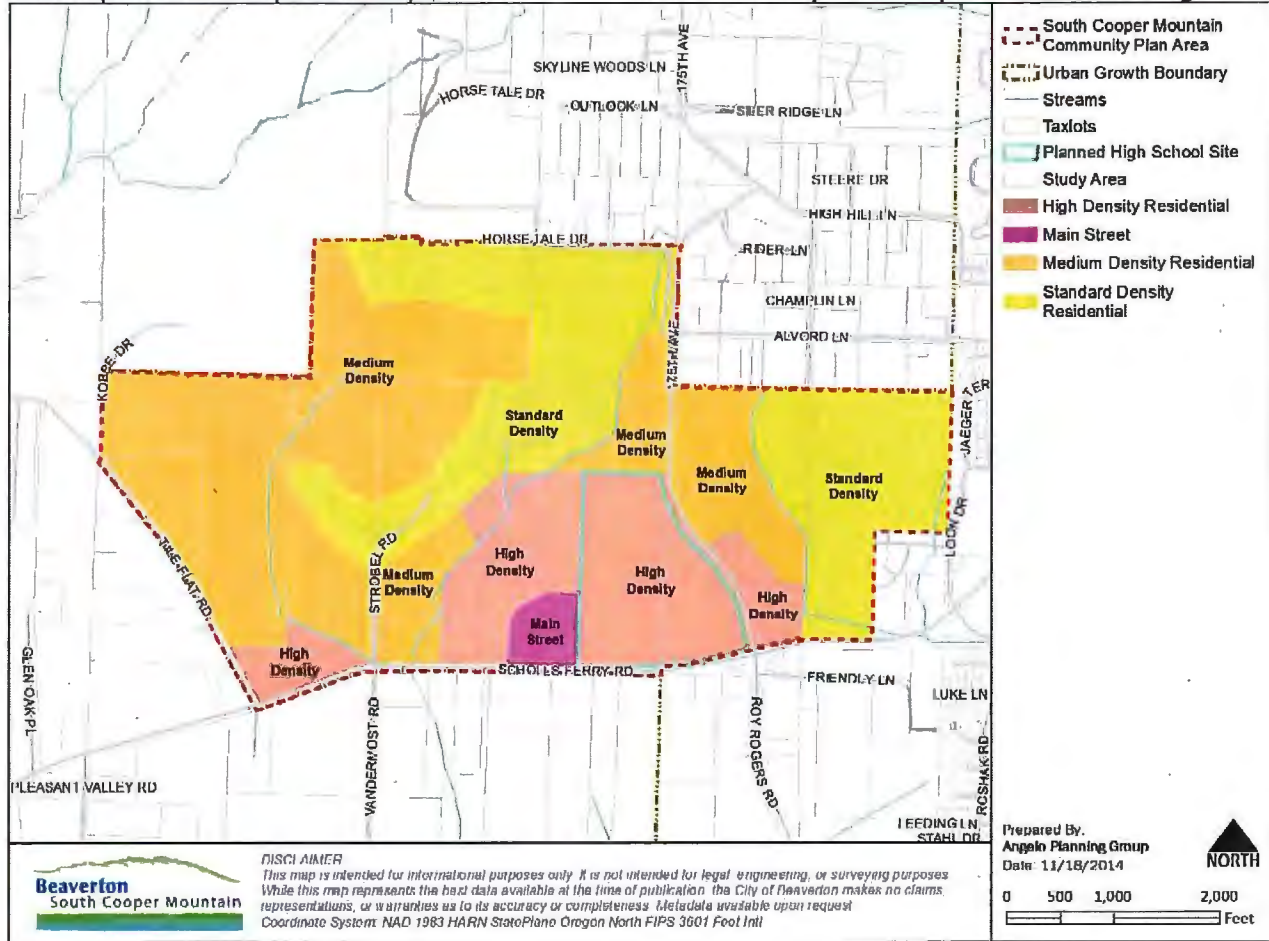 SKYLINE WOODS LN
175TH AVE
HORSE TALE DR
OUTLOOK LN
SIER RIDGE LN
STEERE DR
HIGH HILL LN
HORSE TALE DR
RIDER LN
CHAMPLIN LN
ALVORD LN
175TH AVE
KOBBE DR
JAEGER TER
Medium
Density
Standard
Density
Medium
Density
Medium
Density
Standard
Density
LOON DR
TILE FLAT RD
STROBEL RD
Medium
Density
High
Density
High
Density
High
Density
Main
Street
High
Density
SCHOLLS FERRY RD
GLEN OAK PL
FRIENDLY LN
LUKE LN
VANDERMOST RD
ROY ROGERS RD
ROSHAK RD
PLEASANT VALLEY RD
LEEDING LN
STAHL DR
South Cooper Mountain
Community Plan Area
Urban Growth Boundary
Streams
Taxlots
Planned High School Site
Study Area
High Density Residential
Main Street
Medium Density Residential
Standard Density
Residential
Prepared By.
Angelo Planning Group
Date: 11/18/2014
NORTH
0 1,000 2,000
Feet
Beaverton
South Cooper Mountain
DISCLAIMER
This map is intended for informational purposes only. It is not intended for legal, engineering, or surveying purposes
While this map represents the best data available at the time of publication, the City of Beaverton makes no claims,
representations, or warranties as to its accuracy or completeness. Metadata available upon request
Coordinate System: NAD 1983 HARN StatePlane Oregon North FIPS 3601 Feet Intl